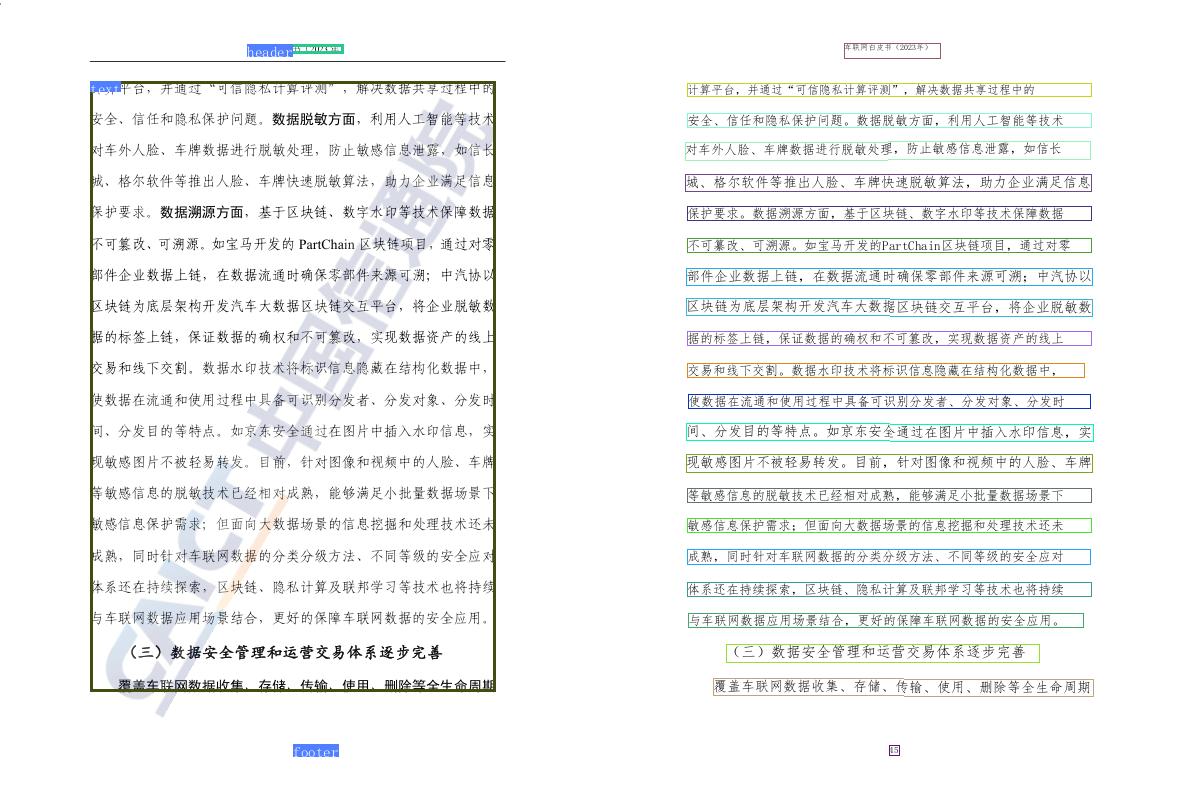 header
text平台，并通过“可信隐私计算评测”，解决数据共享过程中的
安全、信任和隐私保护问题。数据脱敏方面，利用人工智能等技术
对车外人脸、车牌数据进行脱敏处理，防止敏感信息泄露，如信长
城、格尔软件等推出人脸、车牌快速脱敏算法，助力企业满足信息
保护要求。数据溯源方面，基于区块链、数字水印等技术保障数据
不可篡改、可溯源。如宝马开发的 PartChain 区块链项目，通过对零
部件企业数据上链，在数据流通时确保零部件来源可溯；中汽协以
区块链为底层架构开发汽车大数据区块链交互平台，将企业脱敏数
据的标签上链，保证数据的确权和不可篡改，实现数据资产的线上
交易和线下交割。数据水印技术将标识信息隐藏在结构化数据中，
使数据在流通和使用过程中具备可识别分发者、分发对象、分发时
间、分发目的等特点。如京东安全通过在图片中插入水印信息，实
现敏感图片不被轻易转发。目前，针对图像和视频中的人脸、车牌
等敏感信息的脱敏技术已经相对成熟，能够满足小批量数据场景下
敏感信息保护需求；但面向大数据场景的信息挖掘和处理技术还未
成熟，同时针对车联网数据的分类分级方法、不同等级的安全应对
体系还在持续探索，区块链、隐私计算及联邦学习等技术也将持续
与车联网数据应用场景结合，更好的保障车联网数据的安全应用。
（三）数据安全管理和运营交易体系逐步完善
覆盖车联网数据收集、存储、传输、使用、删除等全生命周期
CAICT 中国信通院
footer
车联网白皮书（2023年）
计算平台，并通过“可信隐私计算评测”，解决数据共享过程中的
安全、信任和隐私保护问题。数据脱敏方面，利用人工智能等技术
对车外人脸、车牌数据进行脱敏处理，防止敏感信息泄露，如信长
城、格尔软件等推出人脸、车牌快速脱敏算法，助力企业满足信息
保护要求。数据溯源方面，基于区块链、数字水印等技术保障数据
不可篡改、可溯源。如宝马开发的PartChain区块链项目，通过对零
部件企业数据上链，在数据流通时确保零部件来源可溯；中汽协以
区块链为底层架构开发汽车大数据区块链交互平台，将企业脱敏数
据的标签上链，保证数据的确权和不可篡改，实现数据资产的线上
交易和线下交割。数据水印技术将标识信息隐藏在结构化数据中，
使数据在流通和使用过程中具备可识别分发者、分发对象、分发时
间、分发目的等特点。如京东安全通过在图片中插入水印信息，实
现敏感图片不被轻易转发。目前，针对图像和视频中的人脸、车牌
等敏感信息的脱敏技术已经相对成熟，能够满足小批量数据场景下
敏感信息保护需求；但面向大数据场景的信息挖掘和处理技术还未
成熟，同时针对车联网数据的分类分级方法、不同等级的安全应对
体系还在持续探索，区块链、隐私计算及联邦学习等技术也将持续
与车联网数据应用场景结合，更好的保障车联网数据的安全应用。
（三）数据安全管理和运营交易体系逐步完善
覆盖车联网数据收集、存储、传输、使用、删除等全生命周期
15